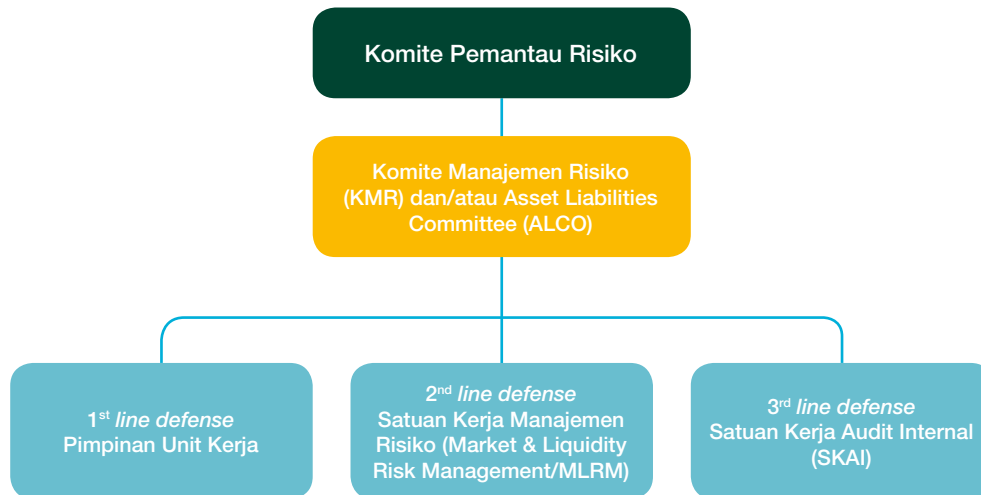 Komite Pemantau Risiko
Komite Manajemen Risiko
(KMR) dan/atau Asset Liabilities
Committee (ALCO)
1st line defense
Pimpinan Unit Kerja
2nd line defense
Satuan Kerja Manajemen
Risiko (Market & Liquidity
Risk Management/MLRM)
3rd line defense
Satuan Kerja Audit Internal
(SKAI)